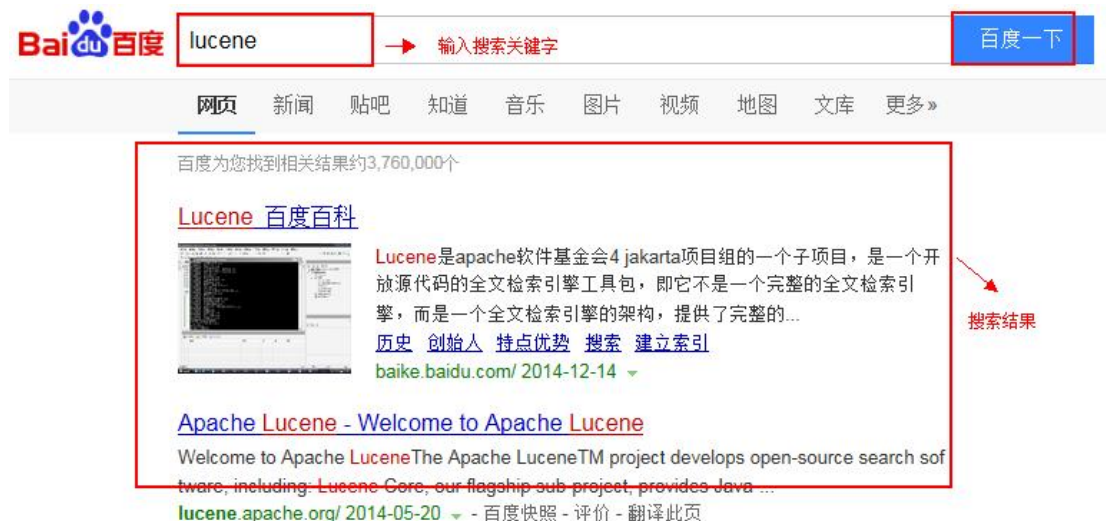 Bai du 百度 lucene 输入搜索关键字 百度一下
网页 新闻 贴吧 知道 音乐 图片 视频 地图 文库 更多»
百度为您找到相关结果约3,760,000个
Lucene 百度百科
Lucene是apache软件基金会4 jakarta项目组的一个子项目，是一个开
放源代码的全文检索引擎工具包，即它不是一个完整的全文检索引
擎，而是一个全文检索引擎的架构，提供了完整的...
搜索结果
历史 创始人 特点优势 搜索 建立索引
baike.baidu.com/ 2014-12-14
Apache Lucene - Welcome to Apache Lucene
Welcome to Apache LuceneThe Apache LuceneTM project develops open-source search sof
tware, including: Lucene Core, our flagship sub-project, provides Java ...
lucene.apache.org/ 2014-05-20 - 百度快照 - 评价 - 翻译此页